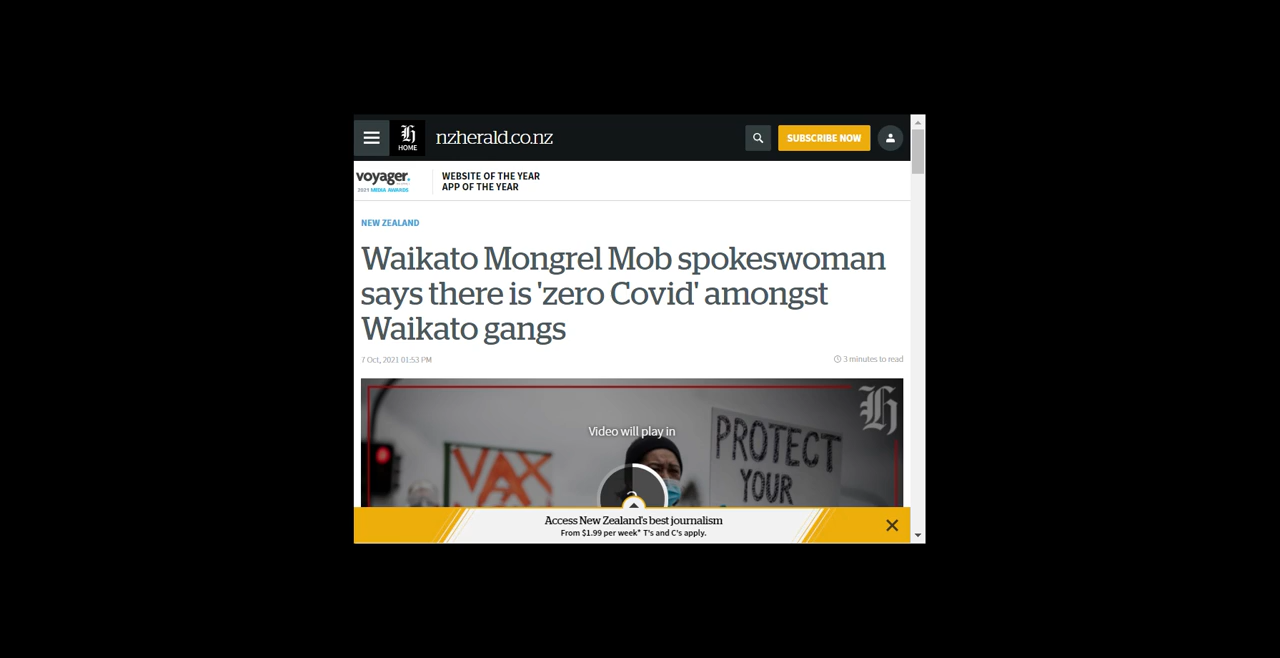 HOME
nzherald.co.nz
SUBSCRIBE NOW
voyager.
2021 MEDIA AWARDS
WEBSITE OF THE YEAR
APP OF THE YEAR
NEW ZEALAND
Waikato Mongrel Mob spokeswoman
says there is 'zero Covid' amongst
Waikato gangs
7 Oct, 2021 01:53 PM
3 minutes to read
Video will play in
VAX
PROTECT
YOUR
Access New Zealand's best journalism
From $1.99 per week* T's and C's apply.